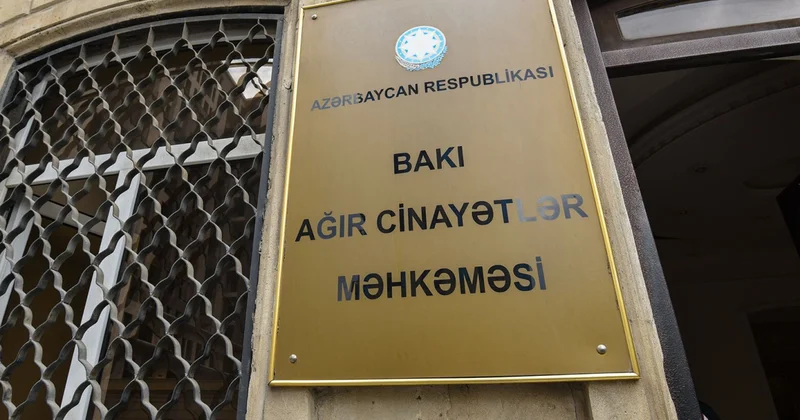 AZƏRBAYCAN RESPUBLİKASI
BAKI
AĞIR CİNAYƏTLƏR
MƏHKƏMƏSİ